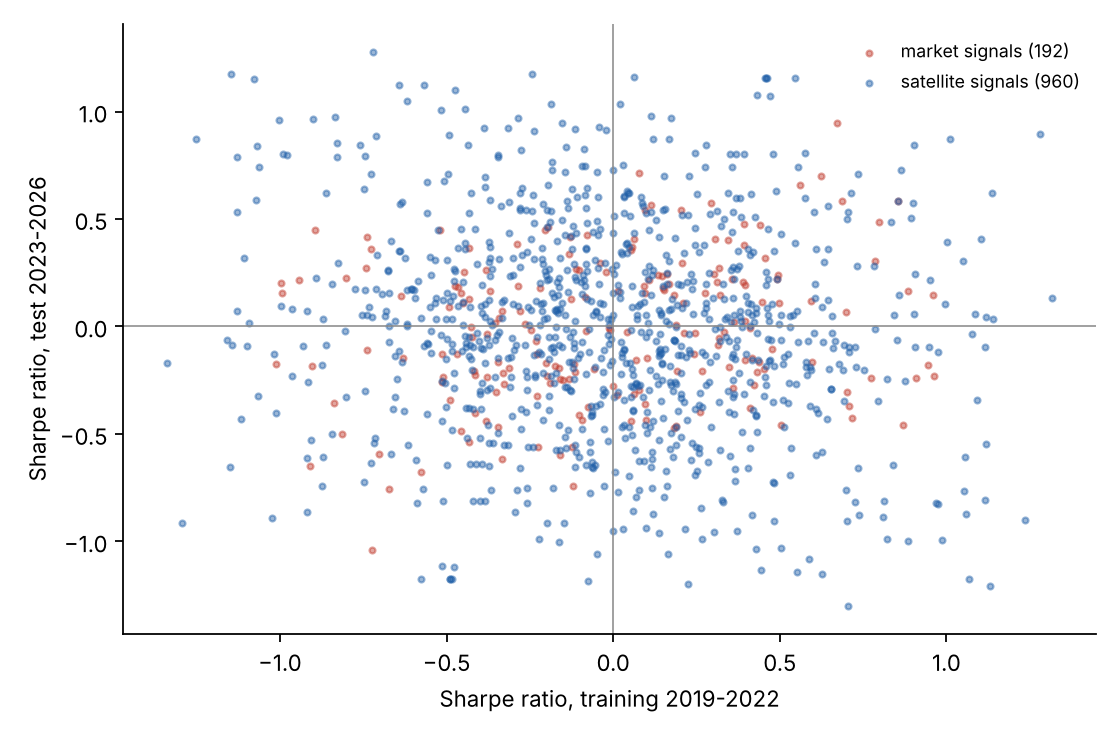 market signals (192)
satellite signals (960)
Sharpe ratio, test 2023-2026
1.0
0.5
0.0
−0.5
−1.0
−1.0 −0.5 0.0 0.5 1.0
Sharpe ratio, training 2019-2022